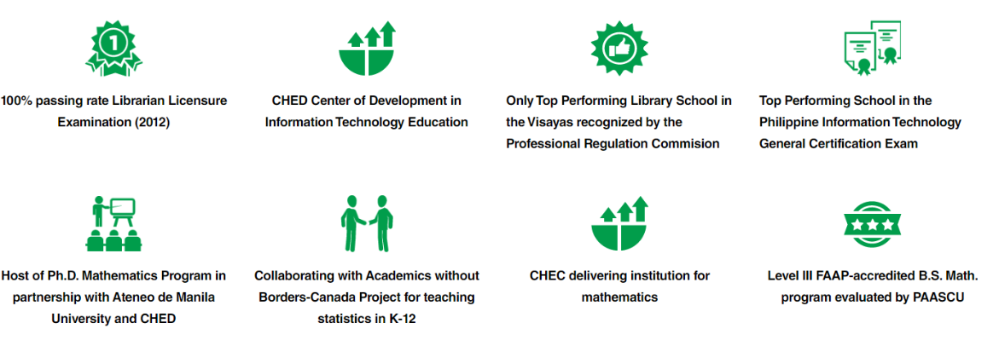 1
100% passing rate Librarian Licensure
Examination (2012)
CHED Center of Development in
Information Technology Education
Only Top Performing Library School in
the Visayas recognized by the
Professional Regulation Commision
Top Performing School in the
Philippine Information Technology
General Certification Exam
Host of Ph.D. Mathematics Program in
partnership with Ateneo de Manila
University and CHED
Collaborating with Academics without
Borders-Canada Project for teaching
statistics in K-12
CHEC delivering institution for
mathematics
Level III FAAP-accredited B.S. Math.
program evaluated by PAASCU